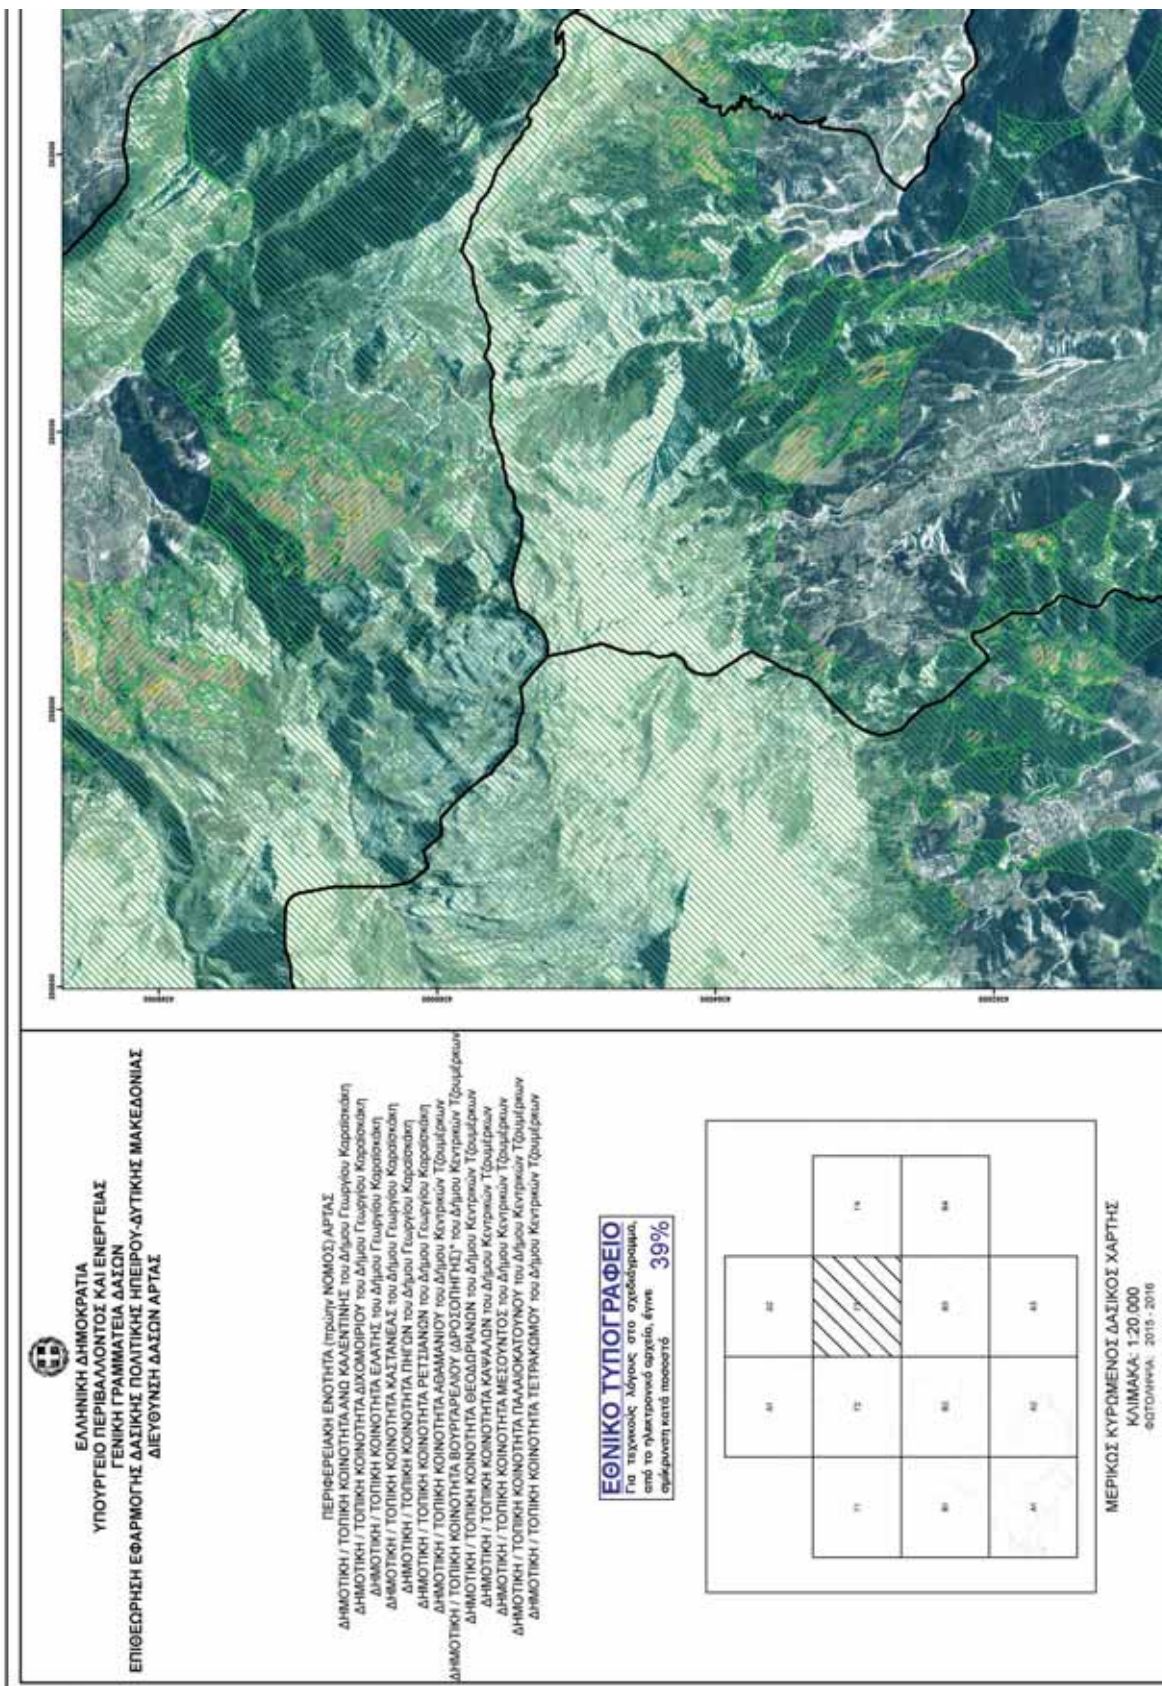 ΕΛΛΗΝΙΚΗ ΔΗΜΟΚΡΑΤΙΑ
ΥΠΟΥΡΓΕΙΟ ΠΕΡΙΒΑΛΛΟΝΤΟΣ ΚΑΙ ΕΝΕΡΓΕΙΑΣ
ΓΕΝΙΚΗ ΓΡΑΜΜΑΤΕΙΑ ΔΑΣΩΝ
ΕΠΙΘΕΩΡΗΣΗ ΕΦΑΡΜΟΓΗΣ ΔΑΣΙΚΗΣ ΠΟΛΙΤΙΚΗΣ ΗΠΕΙΡΟΥ-ΔΥΤΙΚΗΣ ΜΑΚΕΔΟΝΙΑΣ
ΔΙΕΥΘΥΝΣΗ ΔΑΣΩΝ ΑΡΤΑΣ
ΠΕΡΙΦΕΡΕΙΑΚΗ ΕΝΟΤΗΤΑ (πρώην ΝΟΜΟΣ) ΑΡΤΑΣ
ΔΗΜΟΤΙΚΗ / ΤΟΠΙΚΗ ΚΟΙΝΟΤΗΤΑ ΑΝΩ ΚΑΛΕΝΤΙΝΗΣ του Δήμου Γεωργίου Καραϊσκάκη
ΔΗΜΟΤΙΚΗ / ΤΟΠΙΚΗ ΚΟΙΝΟΤΗΤΑ ΔΙΧΟΜΟΙΡΙΟΥ του Δήμου Γεωργίου Καραϊσκάκη
ΔΗΜΟΤΙΚΗ / ΤΟΠΙΚΗ ΚΟΙΝΟΤΗΤΑ ΕΛΑΤΗΣ του Δήμου Γεωργίου Καραϊσκάκη
ΔΗΜΟΤΙΚΗ / ΤΟΠΙΚΗ ΚΟΙΝΟΤΗΤΑ ΚΑΣΤΑΝΕΑΣ του Δήμου Γεωργίου Καραϊσκάκη
ΔΗΜΟΤΙΚΗ / ΤΟΠΙΚΗ ΚΟΙΝΟΤΗΤΑ ΠΗΓΩΝ του Δήμου Γεωργίου Καραϊσκάκη
ΔΗΜΟΤΙΚΗ / ΤΟΠΙΚΗ ΚΟΙΝΟΤΗΤΑ ΡΕΤΣΙΑΝΩΝ του Δήμου Γεωργίου Καραϊσκάκη
ΔΗΜΟΤΙΚΗ / ΤΟΠΙΚΗ ΚΟΙΝΟΤΗΤΑ ΑΘΑΜΑΝΙΟΥ του Δήμου Κεντρικών Τζουμέρκων
ΔΗΜΟΤΙΚΗ / ΤΟΠΙΚΗ ΚΟΙΝΟΤΗΤΑ ΒΟΥΡΓΑΡΕΛΙΟΥ (ΔΡΟΣΟΠΗΓΗΣ)* του Δήμου Κεντρικών Τζουμέρκων
ΔΗΜΟΤΙΚΗ / ΤΟΠΙΚΗ ΚΟΙΝΟΤΗΤΑ ΘΕΟΔΩΡΙΑΝΩΝ του Δήμου Κεντρικών Τζουμέρκων
ΔΗΜΟΤΙΚΗ / ΤΟΠΙΚΗ ΚΟΙΝΟΤΗΤΑ ΚΑΨΑΛΩΝ του Δήμου Κεντρικών Τζουμέρκων
ΔΗΜΟΤΙΚΗ / ΤΟΠΙΚΗ ΚΟΙΝΟΤΗΤΑ ΜΕΣΟΥΝΤΟΣ του Δήμου Κεντρικών Τζουμέρκων
ΔΗΜΟΤΙΚΗ / ΤΟΠΙΚΗ ΚΟΙΝΟΤΗΤΑ ΠΑΛΑΙΟΚΑΤΟΥΝΟΥ του Δήμου Κεντρικών Τζουμέρκων
ΔΗΜΟΤΙΚΗ / ΤΟΠΙΚΗ ΚΟΙΝΟΤΗΤΑ ΤΕΤΡΑΚΩΜΟΥ του Δήμου Κεντρικών Τζουμέρκων
ΕΘΝΙΚΟ ΤΥΠΟΓΡΑΦΕΙΟ
Για τεχνικούς λόγους στο σχεδιάγραμμα,
από το ηλεκτρονικό αρχείο, έγινε
σμίκρυνση κατά ποσοστό 39%
ΜΕΡΙΚΩΣ ΚΥΡΩΜΕΝΟΣ ΔΑΣΙΚΟΣ ΧΑΡΤΗΣ
ΚΛΙΜΑΚΑ: 1:20.000
ΦΩΤΟΛΗΨΙΑ: 2015 - 2016